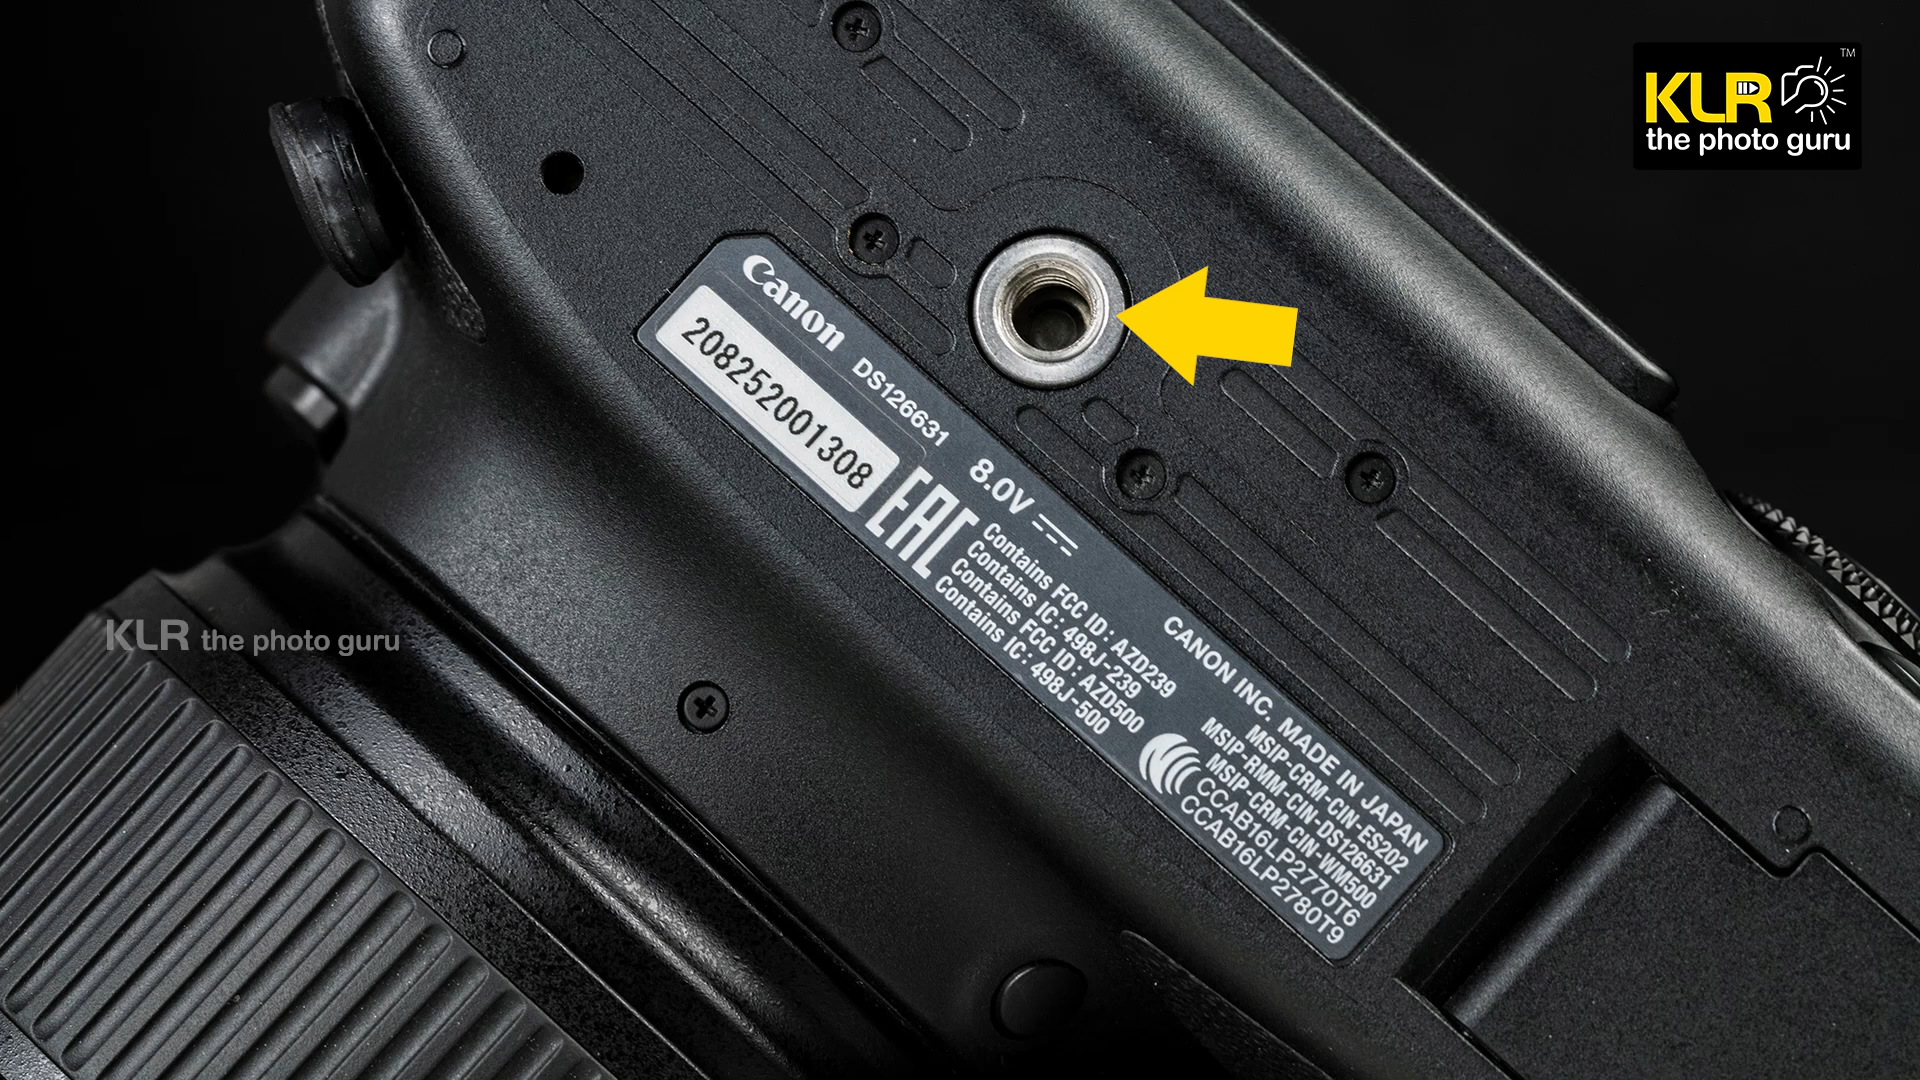 KLR
TM
the photo guru
Canon
DS126631
8.0V
208252001308
EAC
Contains FCC ID: AZD239
Contains IC: 498J-239
Contains FCC ID: AZD500
Contains IC: 498J-500
CANON INC. MADE IN JAPAN
MSIP-CRM-CIN-ES202
MSIP-RMM-CIN-DS126631
MSIP-CRM-CIN-WM500
CCAB16LP2770T6
CCAB16LP2780T9
KLR the photo guru